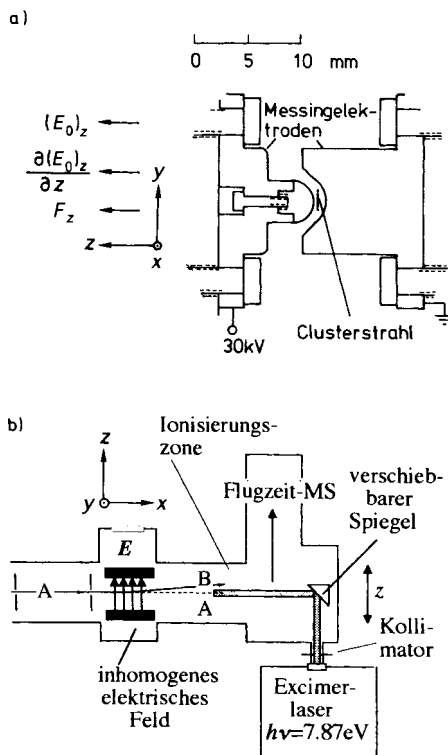 a)
0 5 10 mm
(E₀)z
∂(E₀)z
∂z
Fz
y
z
x
Messingelek-
troden
Clusterstrahl
30kV
b)
Ionisierungs-
zone
Flugzeit-MS
verschieb-
barer
Spiegel
z
y
x
E
A
B
A
z
Kolli-
mator
inhomogenes
elektrisches
Feld
Excimer-
laser
hν=7.87eV